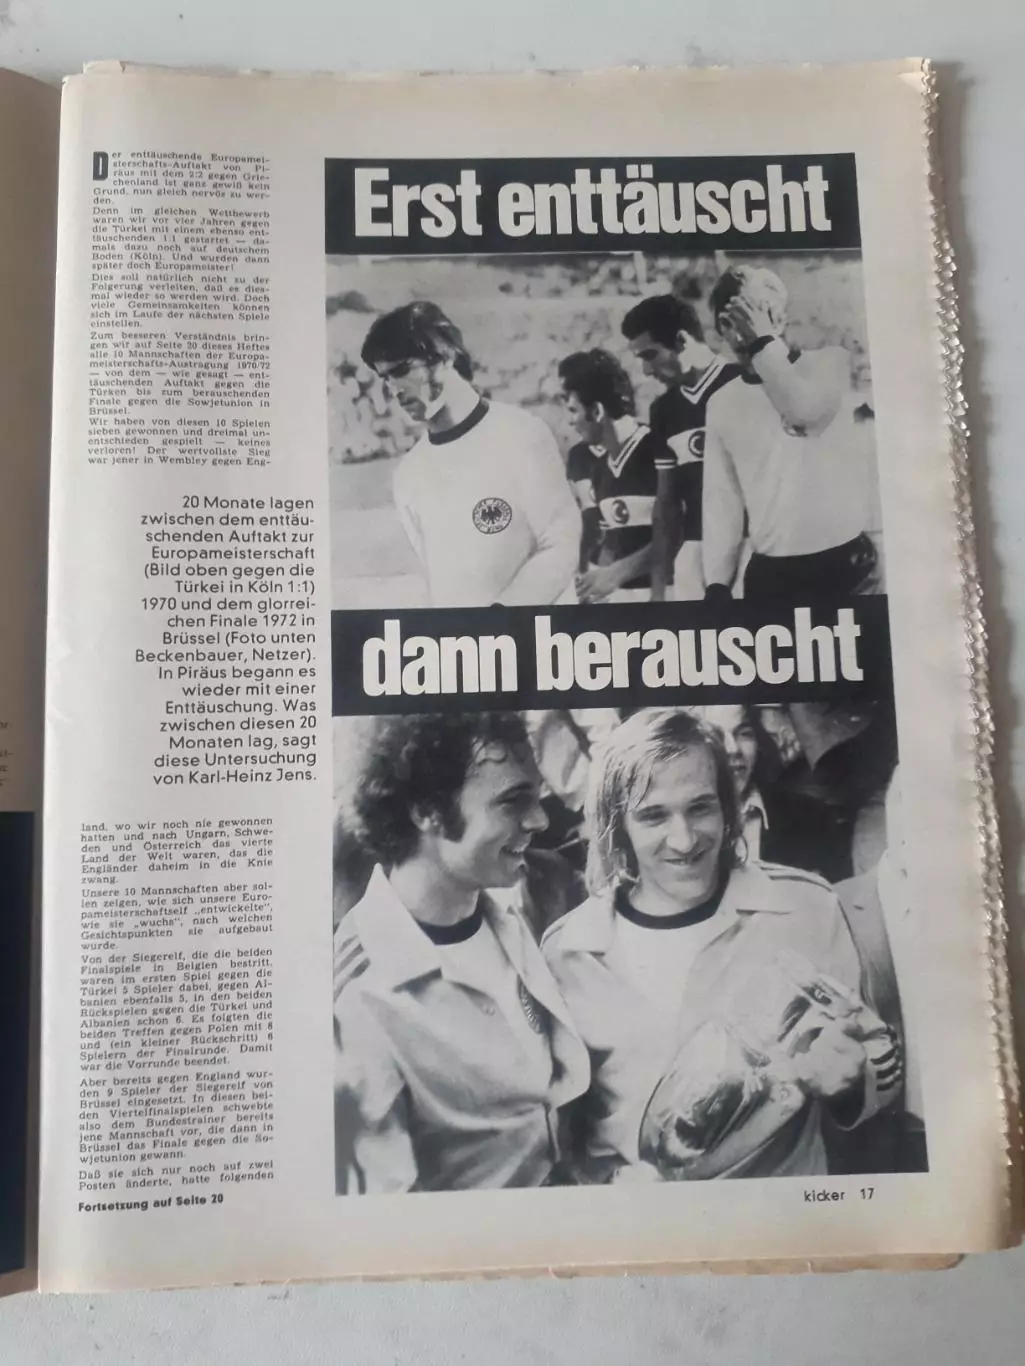 Der enttäuschende Europamei-
sterschafts-Auftakt von Pi-
räus mit dem 2:2 gegen Grie-
chenland ist ganz gewiß kein
Grund, nun gleich nervös zu wer-
den.
Denn im gleichen Wettbewerb
waren wir vor vier Jahren gegen
die Türkei mit einem ebenso ent-
täuschenden 1:1 gestartet — da-
mals dazu noch auf deutschem
Boden (Köln). Und wurden dann
später doch Europameister!
Dies soll natürlich nicht zu der
Folgerung verleiten, daß es dies-
mal wieder so werden wird. Doch
viele Gemeinsamkeiten können
sich im Laufe der nächsten Spiele
einstellen.
Zum besseren Verständnis brin-
gen wir auf Seite 20 dieses Heftes
alle 10 Mannschaften der Europa-
meisterschafts-Austragung 1970/72
— von dem — wie gesagt — ent-
täuschenden Auftakt gegen die
Türken bis zum berauschenden
Finale gegen die Sowjetunion in
Brüssel.
Wir haben von diesen 10 Spielen
sieben gewonnen und dreimal un-
entschieden gespielt — keines
verloren! Der wertvollste Sieg
war jener in Wembley gegen Eng-
20 Monate lagen
zwischen dem enttäu-
schenden Auftakt zur
Europameisterschaft
(Bild oben gegen die
Türkei in Köln 1:1)
1970 und dem glorrei-
chen Finale 1972 in
Brüssel (Foto unten
Beckenbauer, Netzer).
In Piräus begann es
wieder mit einer
Enttäuschung. Was
zwischen diesen 20
Monaten lag, sagt
diese Untersuchung
von Karl-Heinz Jens.
land, wo wir noch nie gewonnen
hatten und nach Ungarn, Schwe-
den und Österreich das vierte
Land der Welt waren, das die
Engländer daheim in die Knie
zwang.
Unsere 10 Mannschaften aber sol-
len zeigen, wie sich unsere Euro-
pameisterschaftself „entwickelte“,
wie sie „wuchs“, nach welchen
Gesichtspunkten sie aufgebaut
wurde.
Von der Siegerelf, die die beiden
Finalspiele in Belgien bestritt,
waren im ersten Spiel gegen die
Türkei 5 Spieler dabei, gegen Al-
banien ebenfalls 5, in den beiden
Rückspielen gegen die Türkei und
Albanien schon 6. Es folgten die
beiden Treffen gegen Polen mit 8
und (ein kleiner Rückschritt) 6
Spielern der Finalrunde. Damit
war die Vorrunde beendet.
Aber bereits gegen England wur-
den 9 Spieler der Siegerelf von
Brüssel eingesetzt. In diesen bei-
den Viertelfinalspielen schwebte
also dem Bundestrainer bereits
jene Mannschaft vor, die dann in
Brüssel das Finale gegen die So-
wjetunion gewann.
Daß sie sich nur noch auf zwei
Posten änderte, hatte folgenden
Fortsetzung auf Seite 20
Erst enttäuscht
dann berauscht
kicker 17